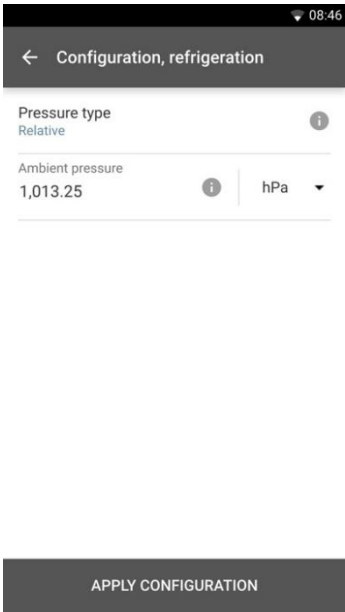 08:46
Configuration, refrigeration
Pressure type
Relative
Ambient pressure
1,013.25 hPa
APPLY CONFIGURATION